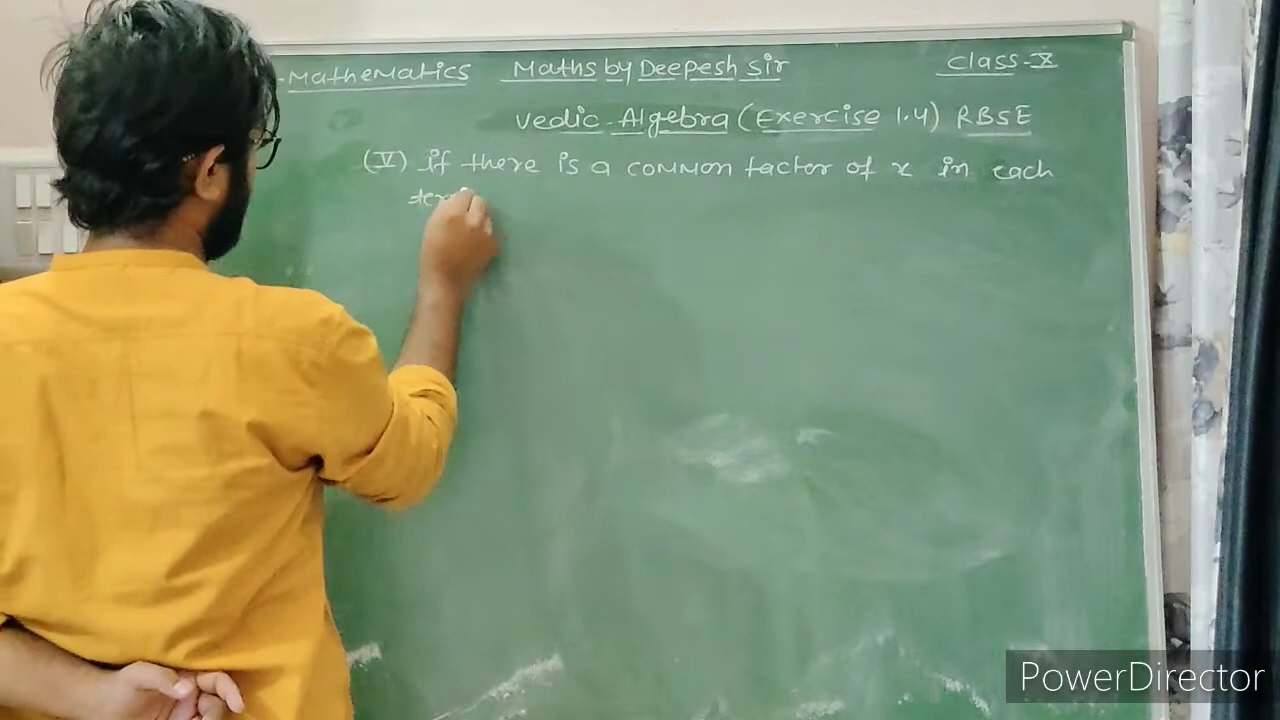 -Mathematics Maths by Deepesh Sir Class-X
Vedic-Algebra (Exercise 1.4) RBSE
(V) if there is a common factor of x in each
PowerDirector